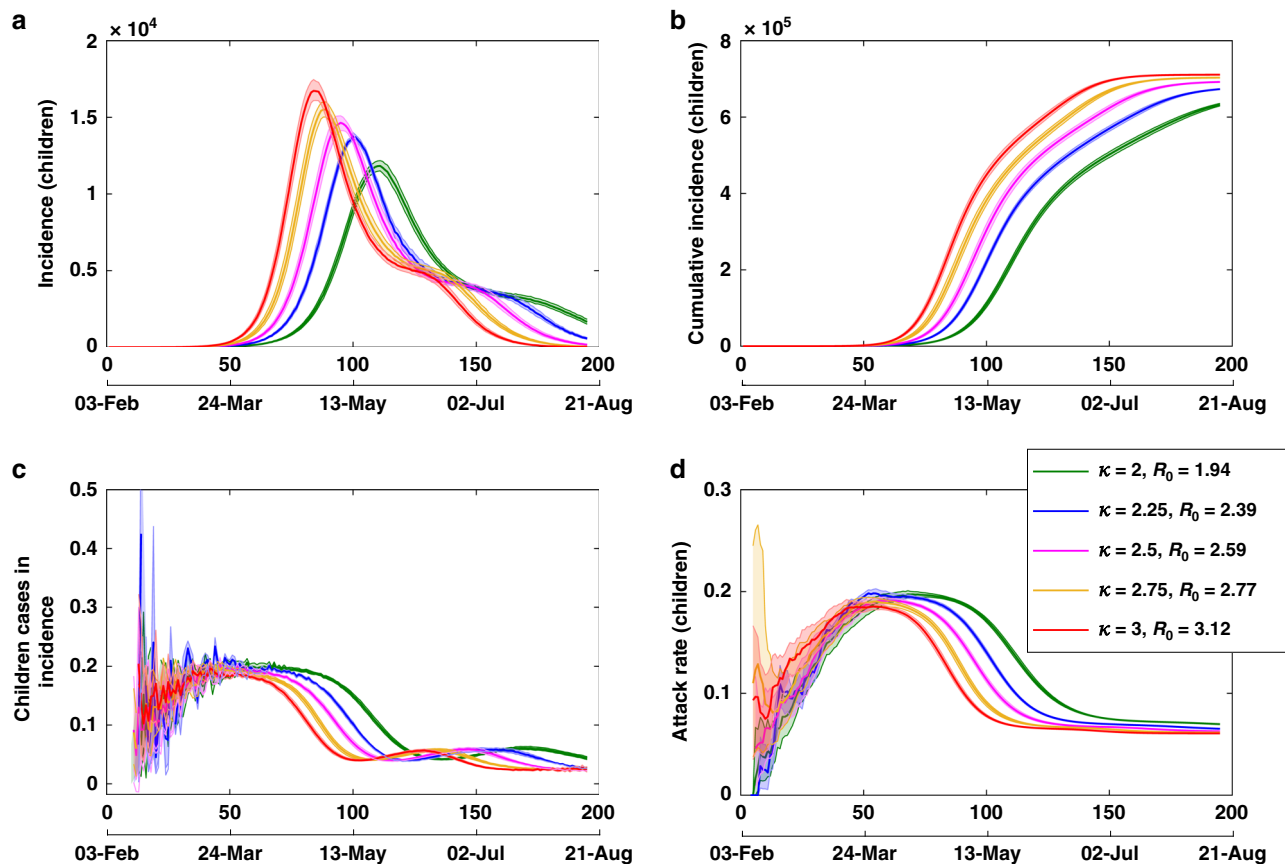 a
× 10⁴
2
1.5
1
0.5
0
Incidence (children)
0 50 100 150 200
03-Feb 24-Mar 13-May 02-Jul 21-Aug
b
× 10⁵
8
6
4
2
0
Cumulative incidence (children)
0 50 100 150 200
03-Feb 24-Mar 13-May 02-Jul 21-Aug
c
0.5
0.4
0.3
0.2
0.1
0
Children cases in
incidence
0 50 100 150 200
03-Feb 24-Mar 13-May 02-Jul 21-Aug
d
0.3
0.2
0.1
0
Attack rate (children)
0 50 100 150 200
03-Feb 24-Mar 13-May 02-Jul 21-Aug
κ = 2, R₀ = 1.94
κ = 2.25, R₀ = 2.39
κ = 2.5, R₀ = 2.59
κ = 2.75, R₀ = 2.77
κ = 3, R₀ = 3.12